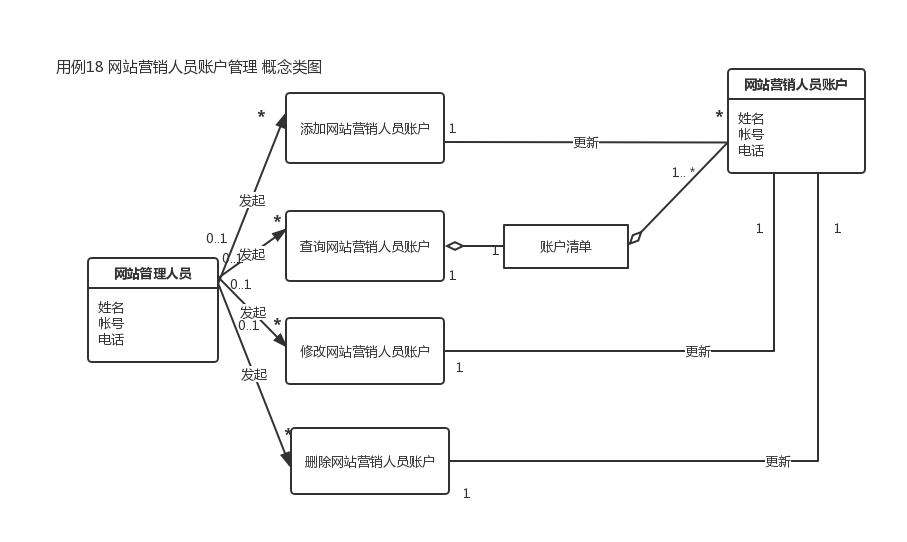 用例18 网站营销人员账户管理 概念类图
网站营销人员账户
姓名
帐号
电话
*
添加网站营销人员账户
*
1
更新
1.. *
发起
*
查询网站营销人员账户
1
账户清单
1
0..1
发起
0..1
1
1
网站管理人员
姓名
帐号
电话
0..1
发起
*
0..1
修改网站营销人员账户
更新
1
发起
*
删除网站营销人员账户
更新
1